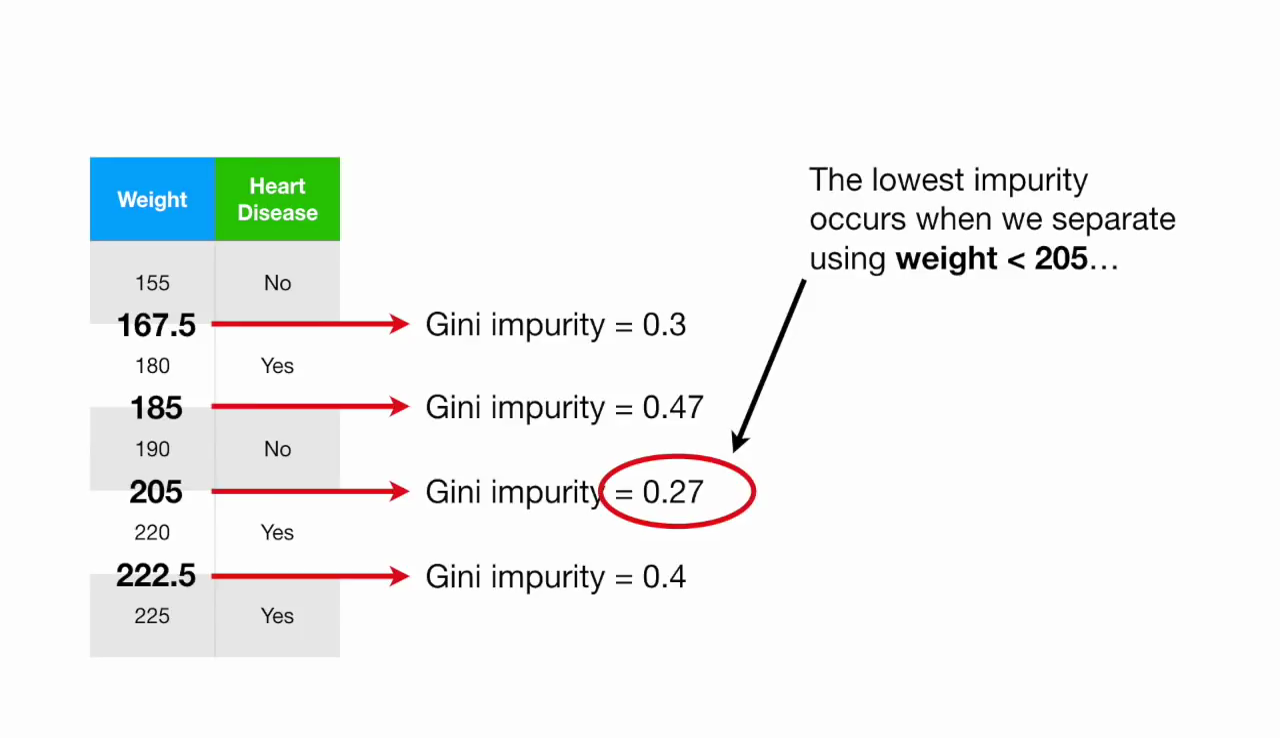 Weight Heart Disease
155 No
167.5 Gini impurity = 0.3
180 Yes
185 Gini impurity = 0.47
190 No
205 Gini impurity = 0.27
220 Yes
222.5 Gini impurity = 0.4
225 Yes
The lowest impurity
occurs when we separate
using weight < 205…